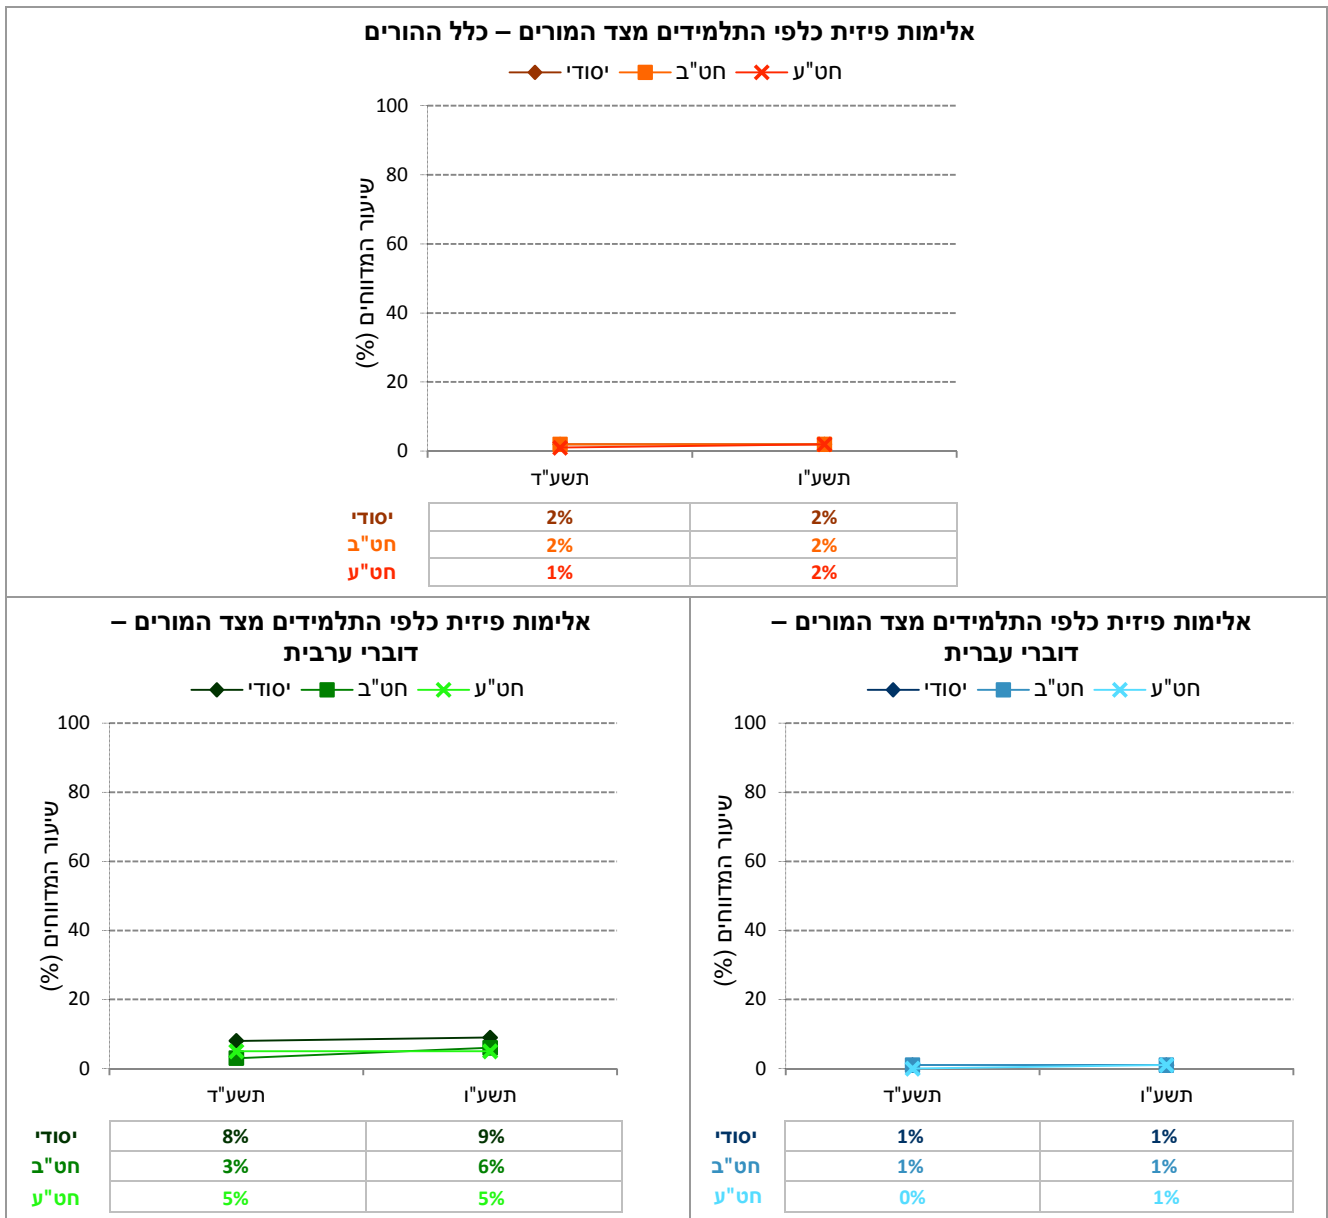 אלימות פיזית כלפי התלמידים מצד המורים – כלל ההורים
יסודי חט"ב חט"ע
שיעור המדווחים (%)
100
80
60
40
20
0
תשע"ד תשע"ו
יסודי 2% 2%
חט"ב 2% 2%
חט"ע 1% 2%
אלימות פיזית כלפי התלמידים מצד המורים –
דוברי עברית
יסודי חט"ב חט"ע
שיעור המדווחים (%)
100
80
60
40
20
0
תשע"ד תשע"ו
יסודי 1% 1%
חט"ב 1% 1%
חט"ע 0% 1%
אלימות פיזית כלפי התלמידים מצד המורים –
דוברי ערבית
יסודי חט"ב חט"ע
שיעור המדווחים (%)
100
80
60
40
20
0
תשע"ד תשע"ו
יסודי 8% 9%
חט"ב 3% 6%
חט"ע 5% 5%